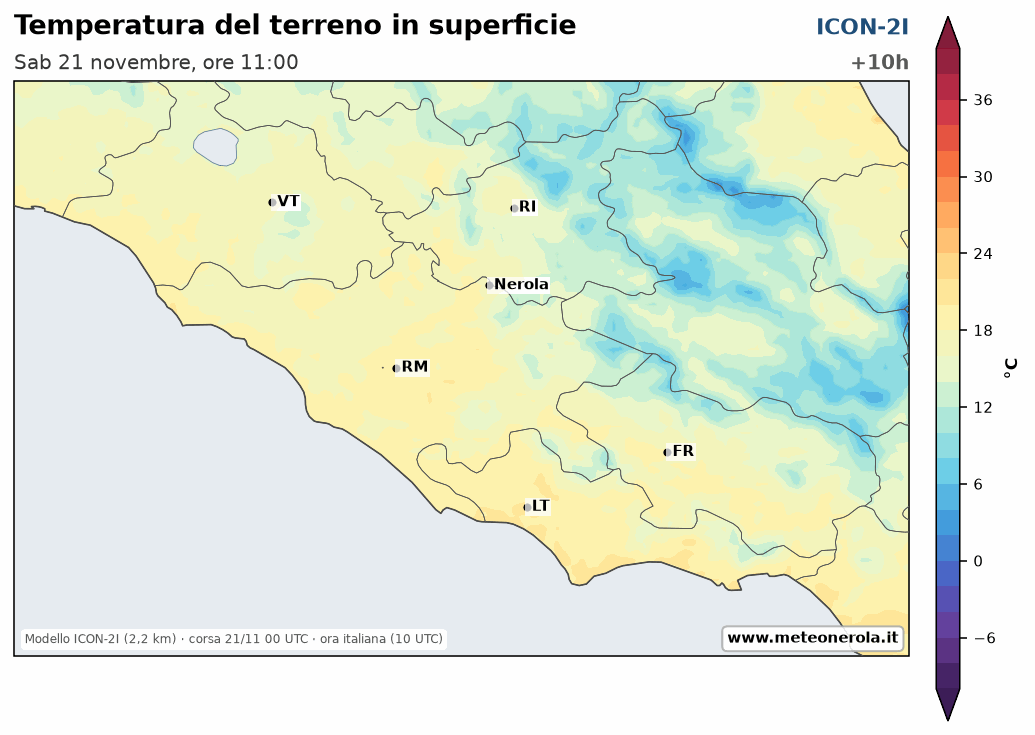 Temperatura del terreno in superficie
ICON-2I
Sab 21 novembre, ore 11:00
+10h
36
30
24
18
12
6
0
−6
°C
VT
RI
Nerola
RM
FR
LT
Modello ICON-2I (2,2 km) · corsa 21/11 00 UTC · ora italiana (10 UTC)
www.meteonerola.it